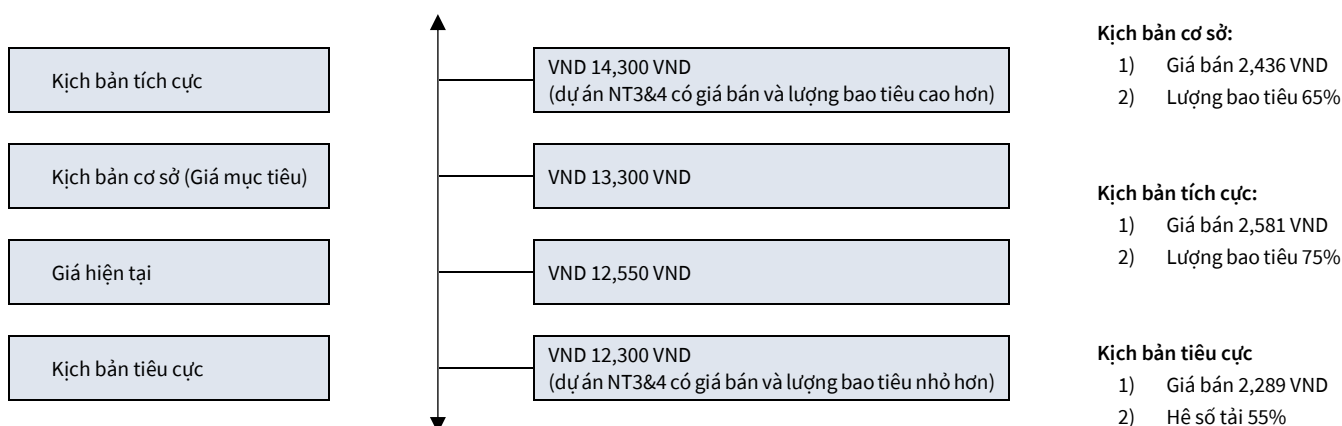 Kịch bản tích cực
VND 14,300 VND
(dự án NT3&4 có giá bán và lượng bao tiêu cao hơn)
Kịch bản cơ sở (Giá mục tiêu)
VND 13,300 VND
Giá hiện tại
VND 12,550 VND
Kịch bản tiêu cực
VND 12,300 VND
(dự án NT3&4 có giá bán và lượng bao tiêu nhỏ hơn)
Kịch bản cơ sở:
1) Giá bán 2,436 VND
2) Lượng bao tiêu 65%
Kịch bản tích cực:
1) Giá bán 2,581 VND
2) Lượng bao tiêu 75%
Kịch bản tiêu cực
1) Giá bán 2,289 VND
2) Hệ số tải 55%